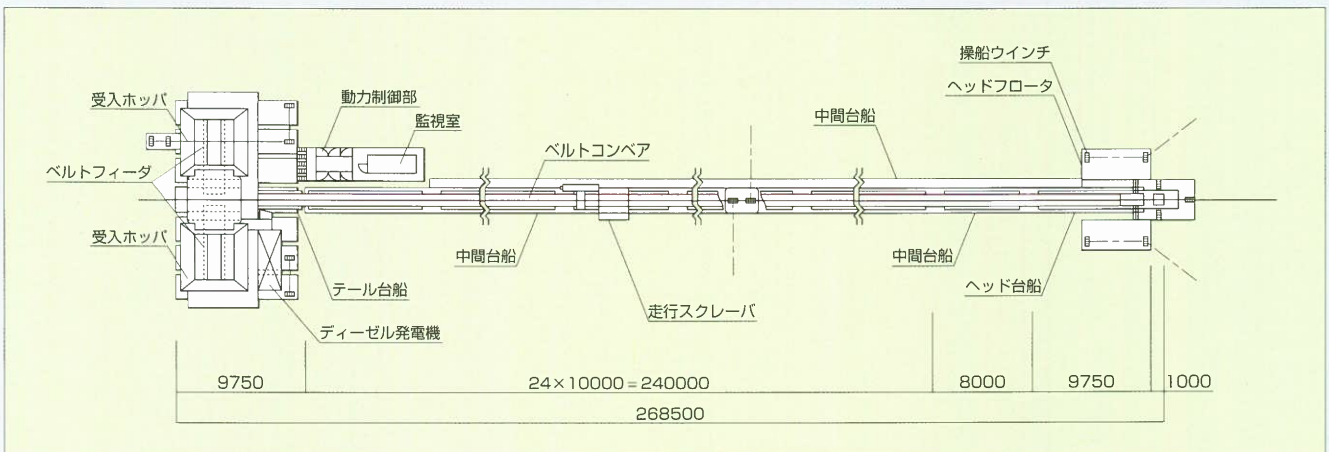 操船ウインチ
ヘッドフロータ
受入ホッパ
動力制御部
監視室
中間台船
ベルトコンベア
ベルトフィーダ
受入ホッパ
中間台船
中間台船
テール台船
ヘッド台船
走行スクレーバ
ディーゼル発電機
9750
24×10000=240000
8000
9750
1000
268500